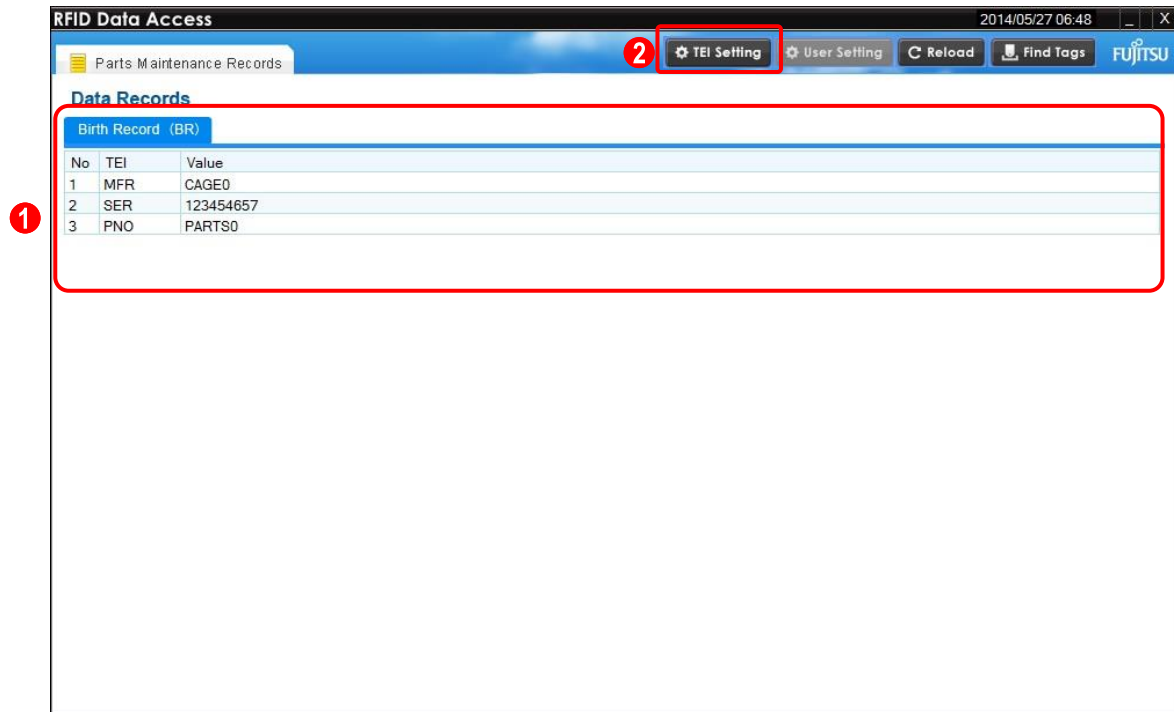 RFID Data Access 2014/05/27 06:48 _ X
Parts Maintenance Records 2 TEI Setting User Setting Reload Find Tags FUJITSU
Data Records
Birth Record (BR)
No TEI Value
1 MFR CAGE0
1 2 SER 123454657
3 PNO PARTS0